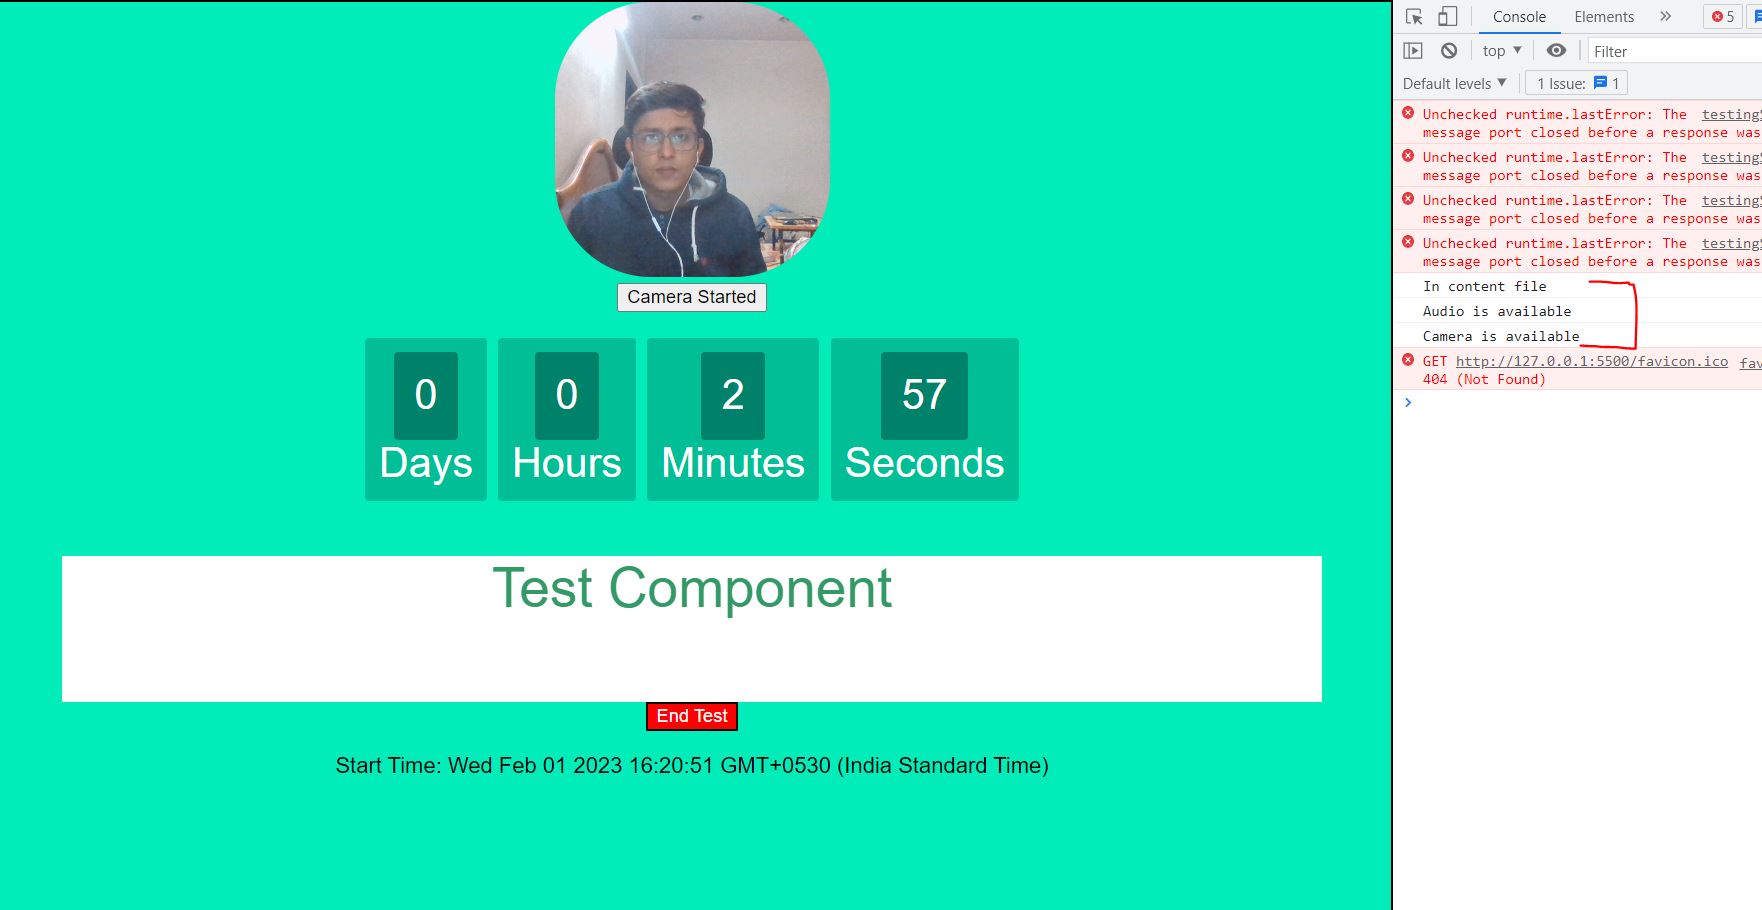 Camera Started
0
Days
0
Hours
2
Minutes
57
Seconds
Test Component
End Test
Start Time: Wed Feb 01 2023 16:20:51 GMT+0530 (India Standard Time)
Console Elements 5
top Filter
Default levels 1 Issue: 1
Unchecked runtime.lastError: The
message port closed before a response was
Unchecked runtime.lastError: The
message port closed before a response was
Unchecked runtime.lastError: The
message port closed before a response was
Unchecked runtime.lastError: The
message port closed before a response was
In content file
Audio is available
Camera is available
GET http://127.0.0.1:5500/favicon.ico fav
404 (Not Found)